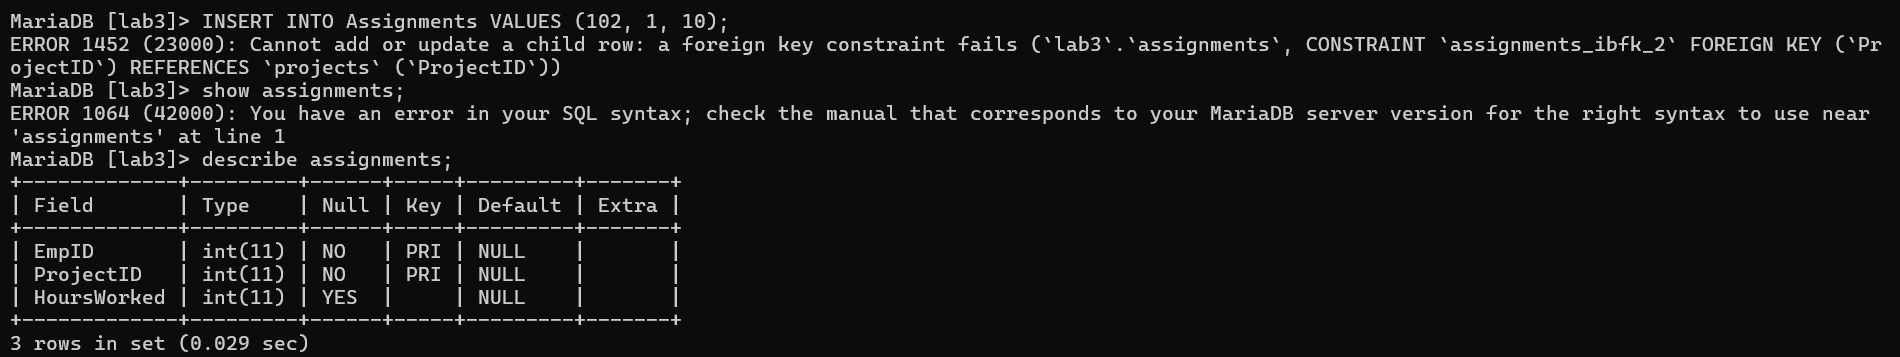 MariaDB [lab3]> INSERT INTO Assignments VALUES (102, 1, 10);
ERROR 1452 (23000): Cannot add or update a child row: a foreign key constraint fails (`lab3`.`assignments`, CONSTRAINT `assignments_ibfk_2` FOREIGN KEY (`Pr
ojectID`) REFERENCES `projects` (`ProjectID`))
MariaDB [lab3]> show assignments;
ERROR 1064 (42000): You have an error in your SQL syntax; check the manual that corresponds to your MariaDB server version for the right syntax to use near
'assignments' at line 1
MariaDB [lab3]> describe assignments;
+-------------+---------+------+-----+---------+-------+
| Field       | Type    | Null | Key | Default | Extra |
+-------------+---------+------+-----+---------+-------+
| EmpID       | int(11) | NO   | PRI | NULL    |       |
| ProjectID   | int(11) | NO   | PRI | NULL    |       |
| HoursWorked | int(11) | YES  |     | NULL    |       |
+-------------+---------+------+-----+---------+-------+
3 rows in set (0.029 sec)